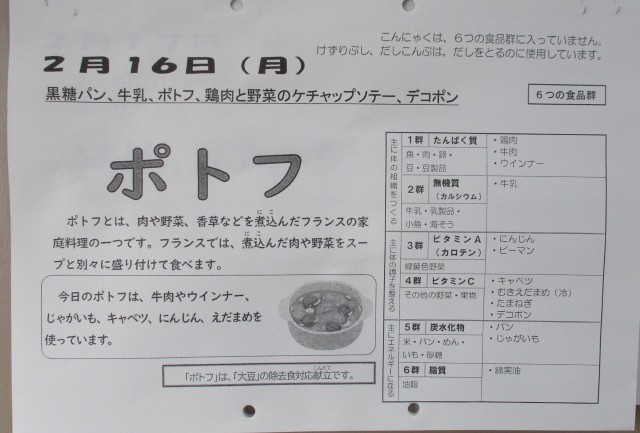 こんにゃくは、6つの食品群に入っていません。
けずりぶし、だしこんぶは、だしをとるのに使用しています。
2月16日（月）
黒糖パン、牛乳、ポトフ、鶏肉と野菜のケチャップソテー、デコポン
6つの食品群
ポトフ
ポトフとは、肉や野菜、香草などを煮込んだフランスの家
庭料理の一つです。フランスでは、煮込んだ肉や野菜をスー
プと別々に盛り付けて食べます。
今日のポトフは、牛肉やウインナー、
じゃがいも、キャベツ、にんじん、えだまめを
使っています。
「ポトフ」は、「大豆」の除去食対応献立です。
主に体の組織をつくる
1群 たんぱく質
魚・肉・卵・
豆・豆製品
・鶏肉
・牛肉
・ウインナー
2群 無機質
（カルシウム）
牛乳・乳製品・
小魚・海そう
・牛乳
主に体の調子を整える
3群 ビタミンA
（カロテン）
緑黄色野菜
・にんじん
・ピーマン
4群 ビタミンC
その他の野菜・果物
・キャベツ
・むきえだまめ（冷）
・たまねぎ
・デコポン
主にエネルギーになる
5群 炭水化物
米・パン・めん・
いも・砂糖
・パン
・じゃがいも
6群 脂質
油脂
・綿実油